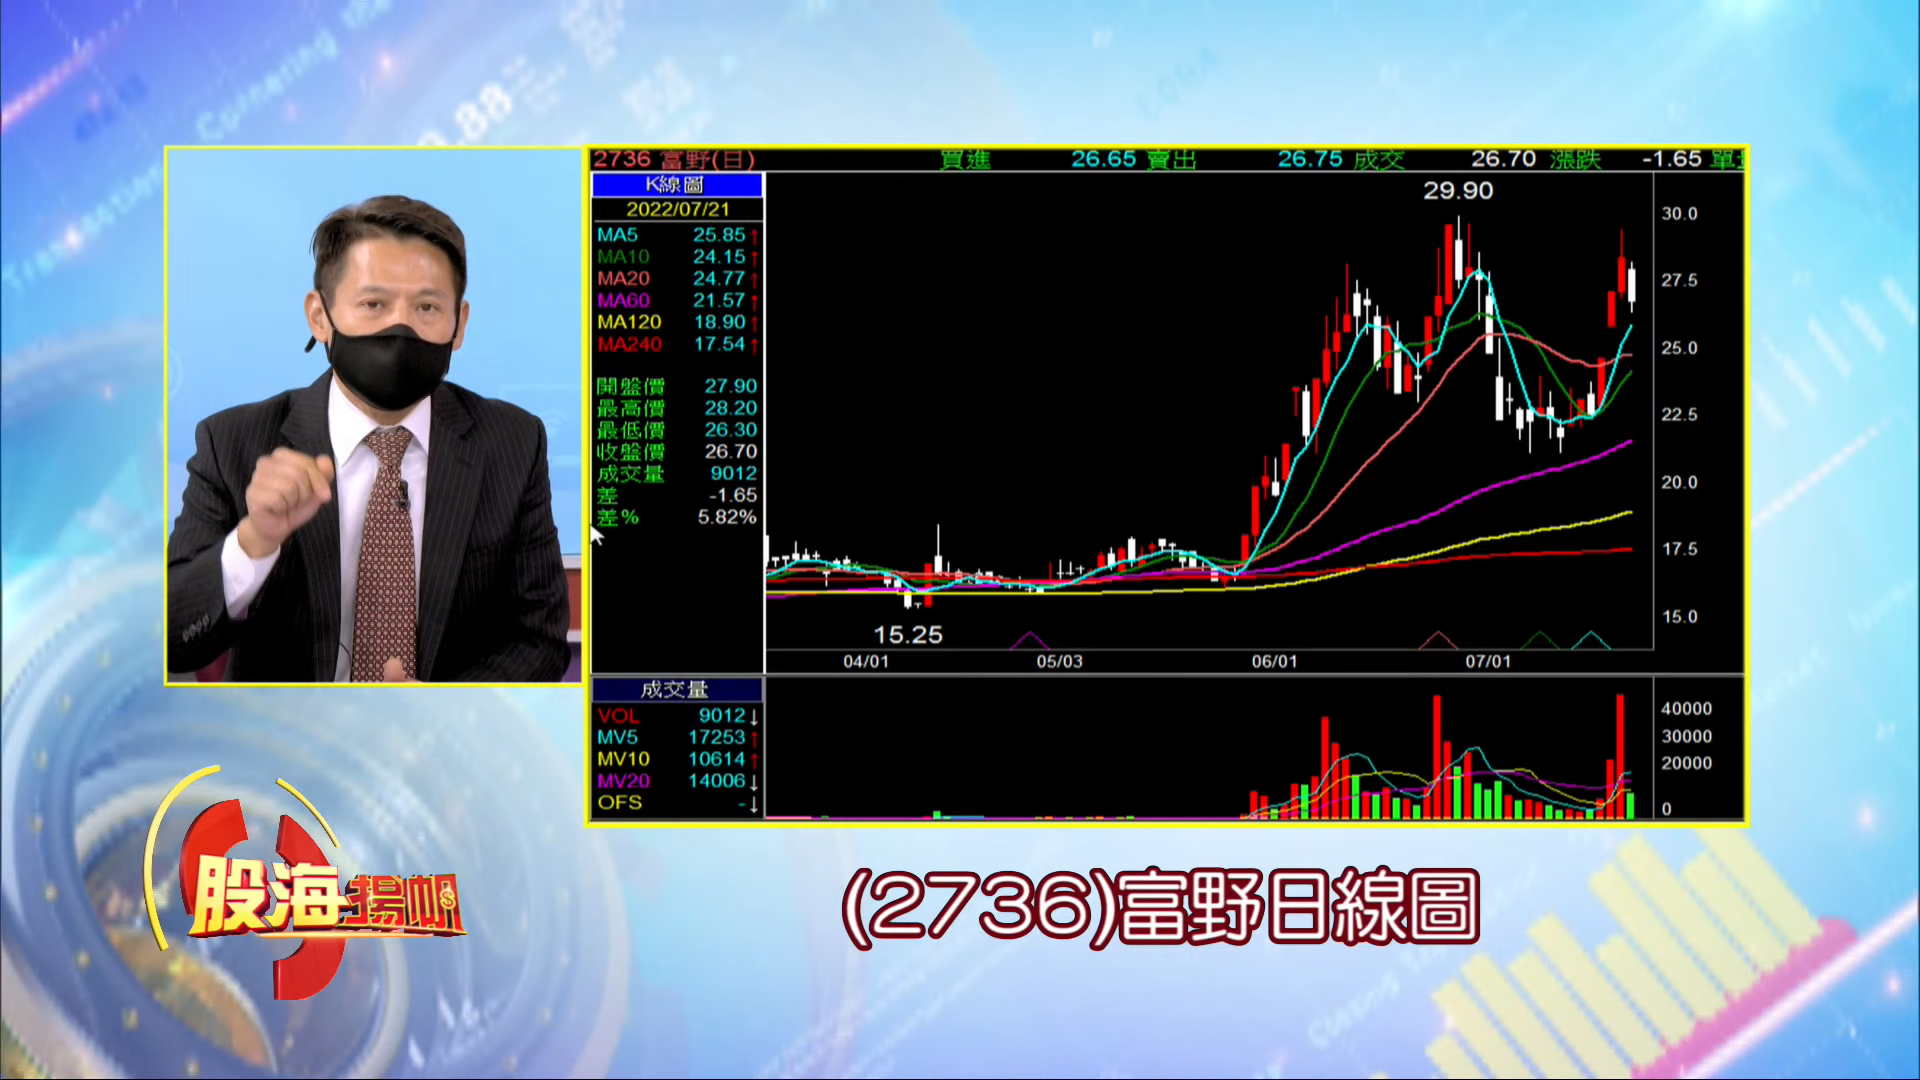 2736 富野(日) 買進 26.65 賣出 26.75 成交 26.70 漲跌 -1.65 單
K線圖
2022/07/21
MA5 25.85↑
MA10 24.15↑
MA20 24.77↑
MA60 21.57↑
MA120 18.90↑
MA240 17.54↑
開盤價 27.90
最高價 28.20
最低價 26.30
收盤價 26.70
成交量 9012
差 -1.65
差% 5.82%
29.90
15.25
30.0
27.5
25.0
22.5
20.0
17.5
15.0
04/01 05/03 06/01 07/01
成交量
VOL 9012↓
MV5 17253↑
MV10 10614↑
MV20 14006↓
OFS -↓
40000
30000
20000
0
股海揚帆
(2736)富野日線圖